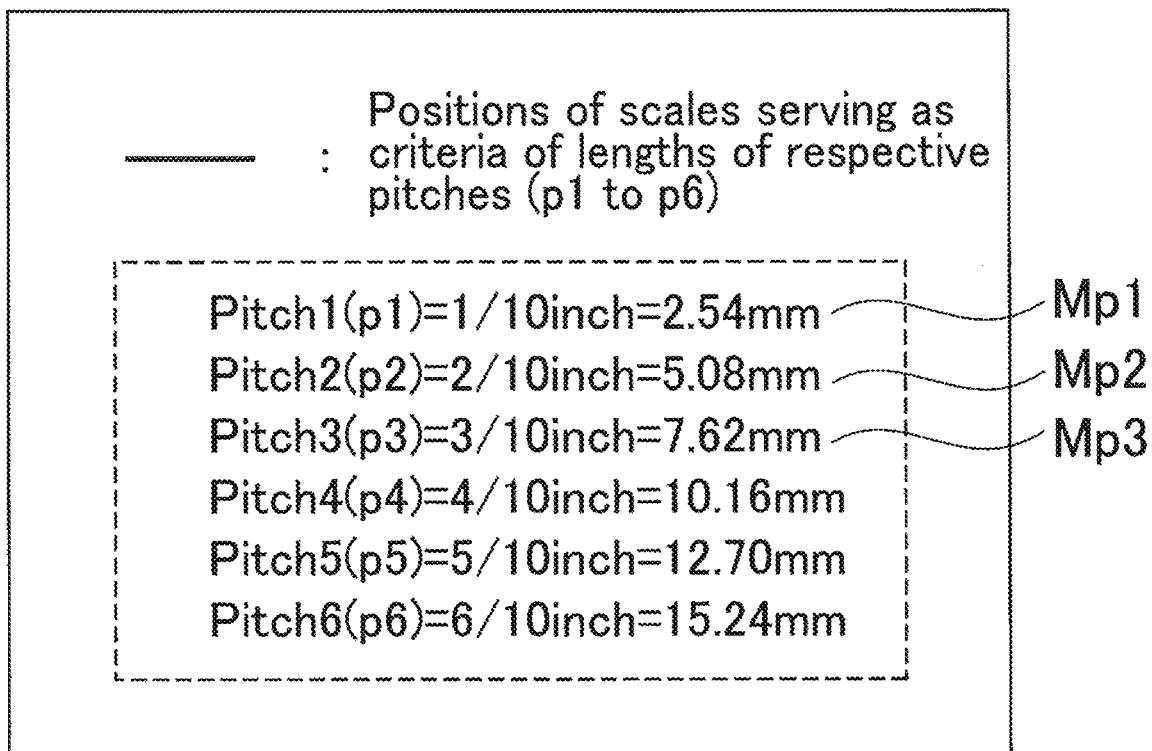 Positions of scales serving as
: criteria of lengths of respective
pitches (p1 to p6)
Pitch1(p1)=1/10inch=2.54mm Mp1
Pitch2(p2)=2/10inch=5.08mm Mp2
Pitch3(p3)=3/10inch=7.62mm Mp3
Pitch4(p4)=4/10inch=10.16mm
Pitch5(p5)=5/10inch=12.70mm
Pitch6(p6)=6/10inch=15.24mm